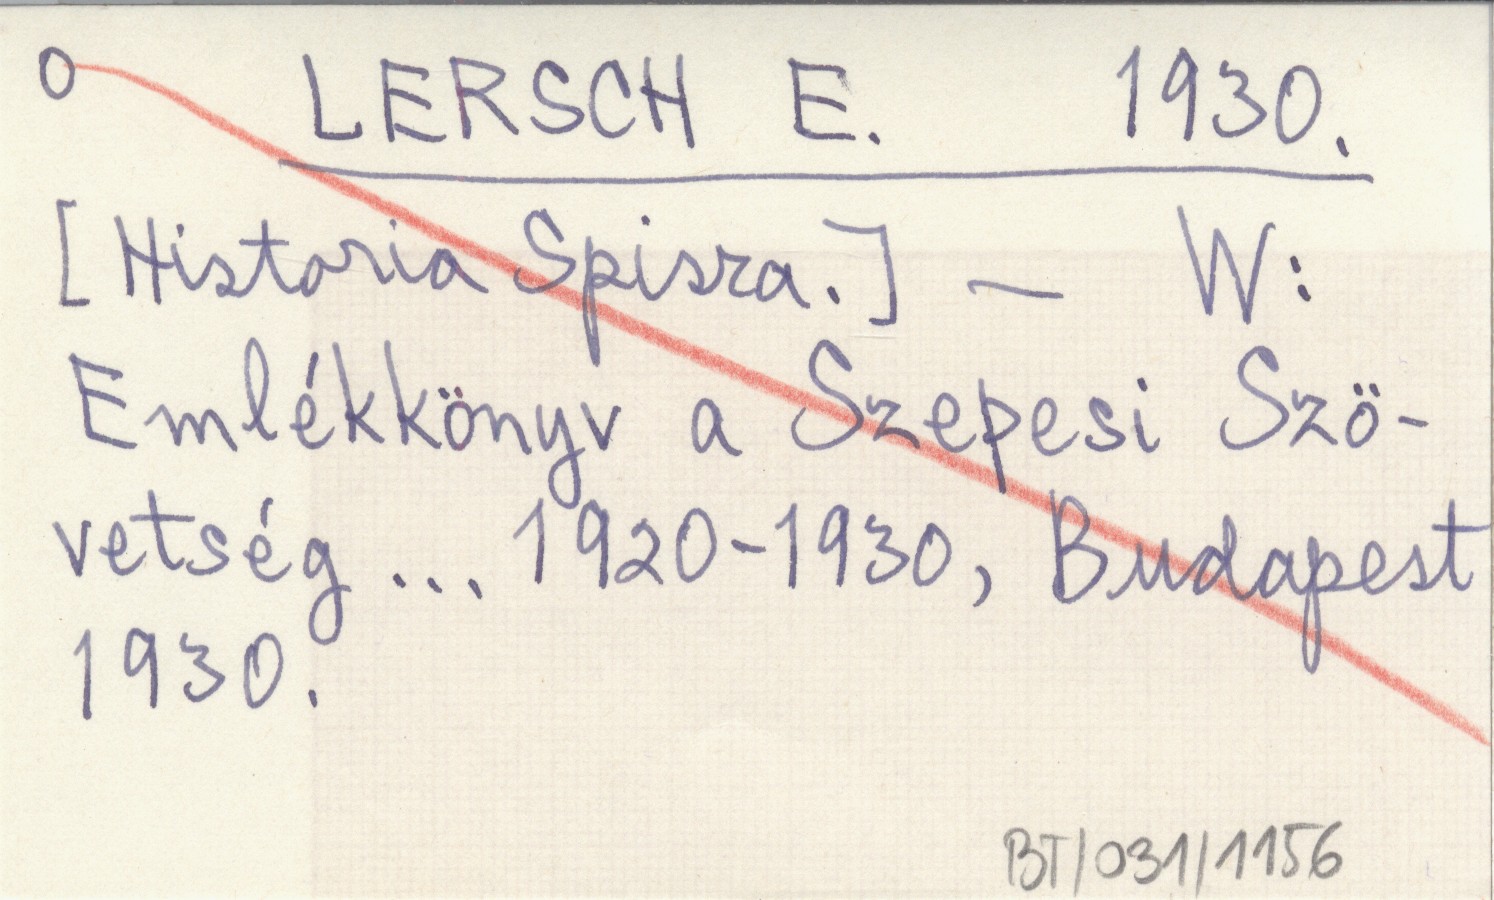 O LERSCH E. 1930.
[Historia Spisza.] — W:
Emlékkönyv a Szepesi Szö-
vetség ... 1920-1930, Budapest
1930.
BT/031/1156